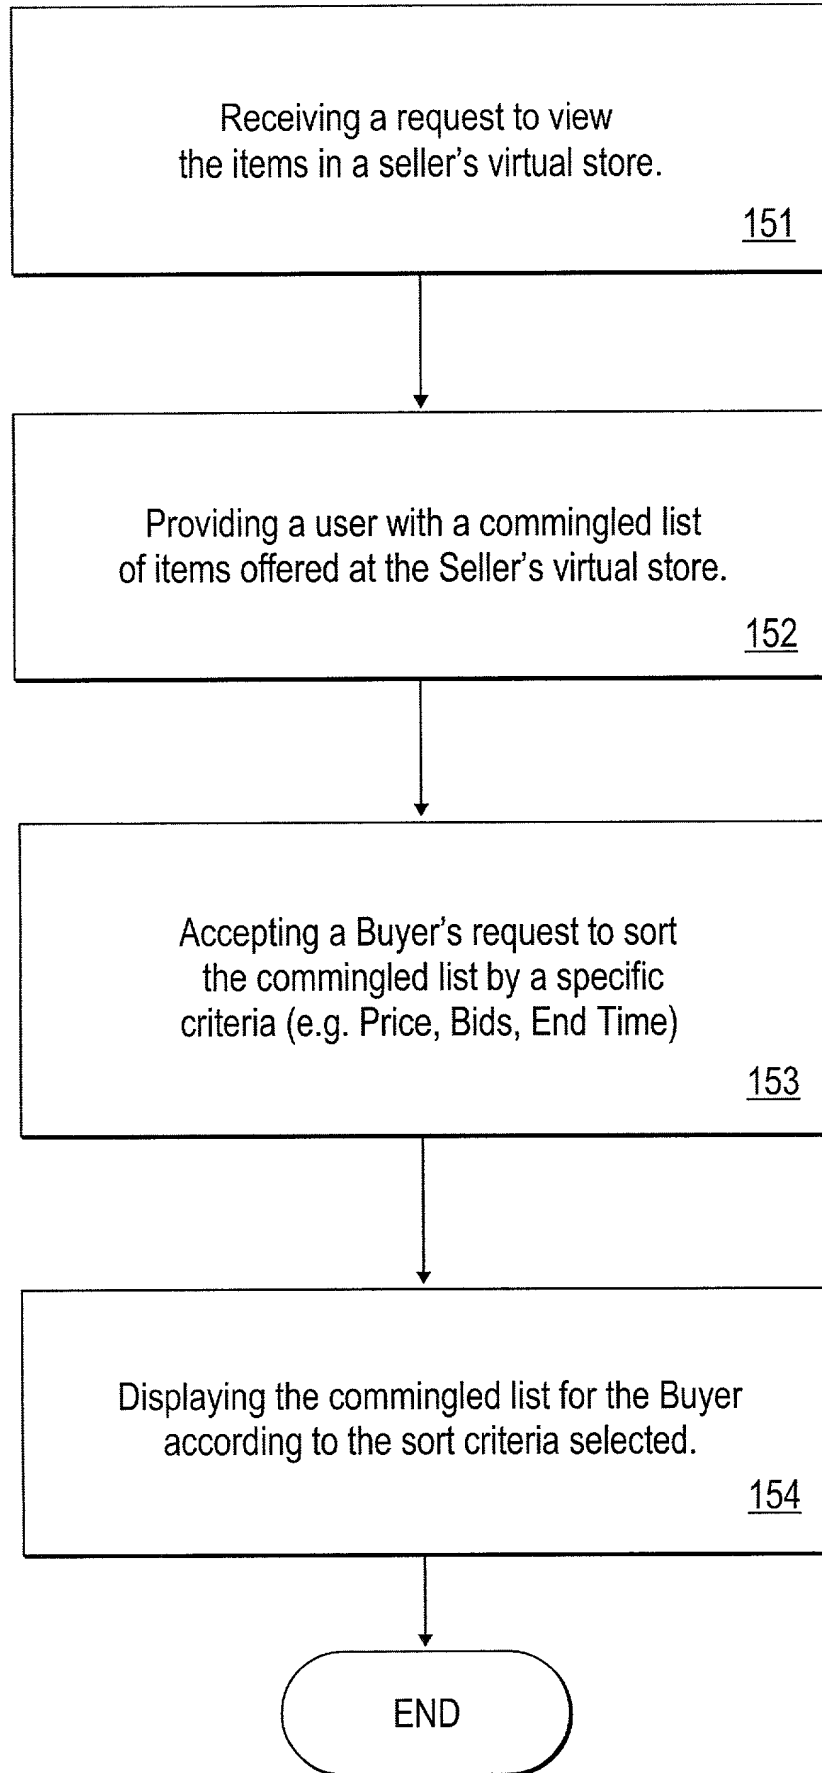 Receiving a request to view
the items in a seller's virtual store.
151
Providing a user with a commingled list
of items offered at the Seller's virtual store.
152
Accepting a Buyer's request to sort
the commingled list by a specific
criteria (e.g. Price, Bids, End Time)
153
Displaying the commingled list for the Buyer
according to the sort criteria selected.
154
END